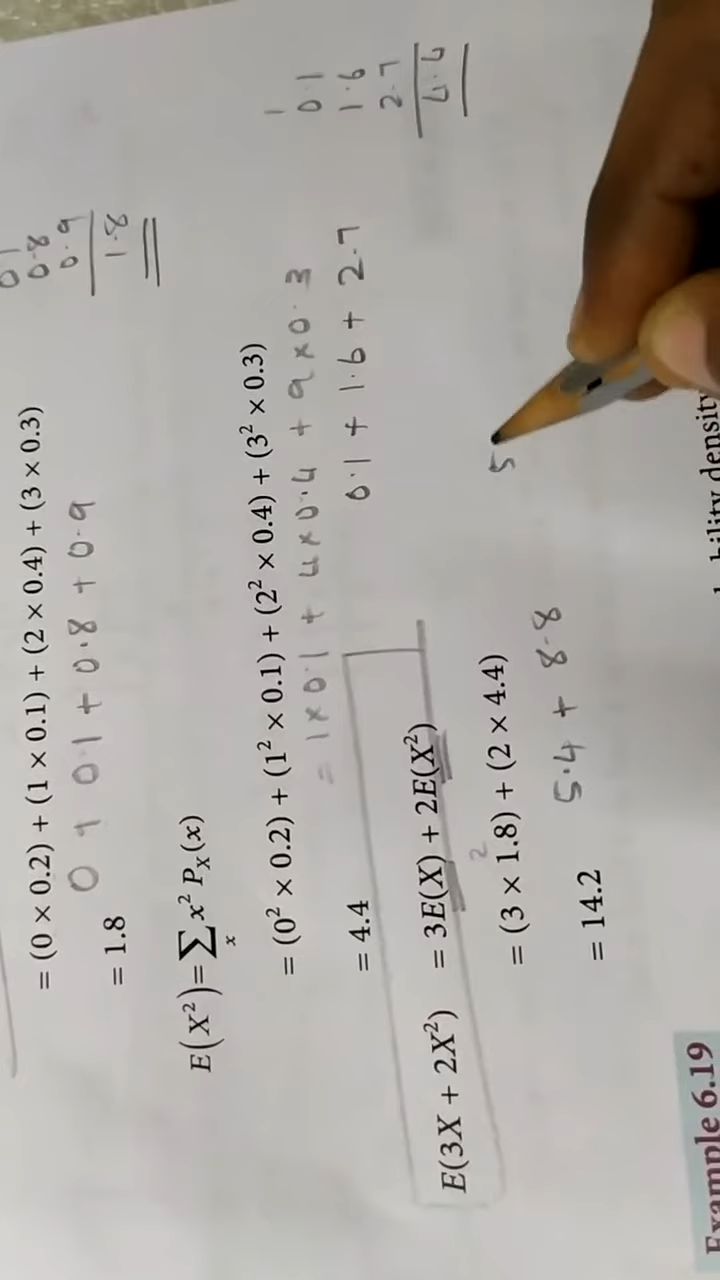 = (0 × 0.2) + (1 × 0.1) + (2 × 0.4) + (3 × 0.3)
0 + 0.1 + 0.8 + 0.9
0.1
0.8
0.9
1.8
= 1.8
E(X²) = ∑ₓ x² P_X(x)
= (0² × 0.2) + (1² × 0.1) + (2² × 0.4) + (3² × 0.3)
= 1×0.1 + 4×0.4 + 9×0.3
0.1 + 1.6 + 2.7
1
0.1
1.6
2.7
4.4
= 4.4
E(3X + 2X²) = 3E(X) + 2E(X²)
2
= (3 × 1.8) + (2 × 4.4)
5.4 + 8.8
5
= 14.2
Example 6.19
density